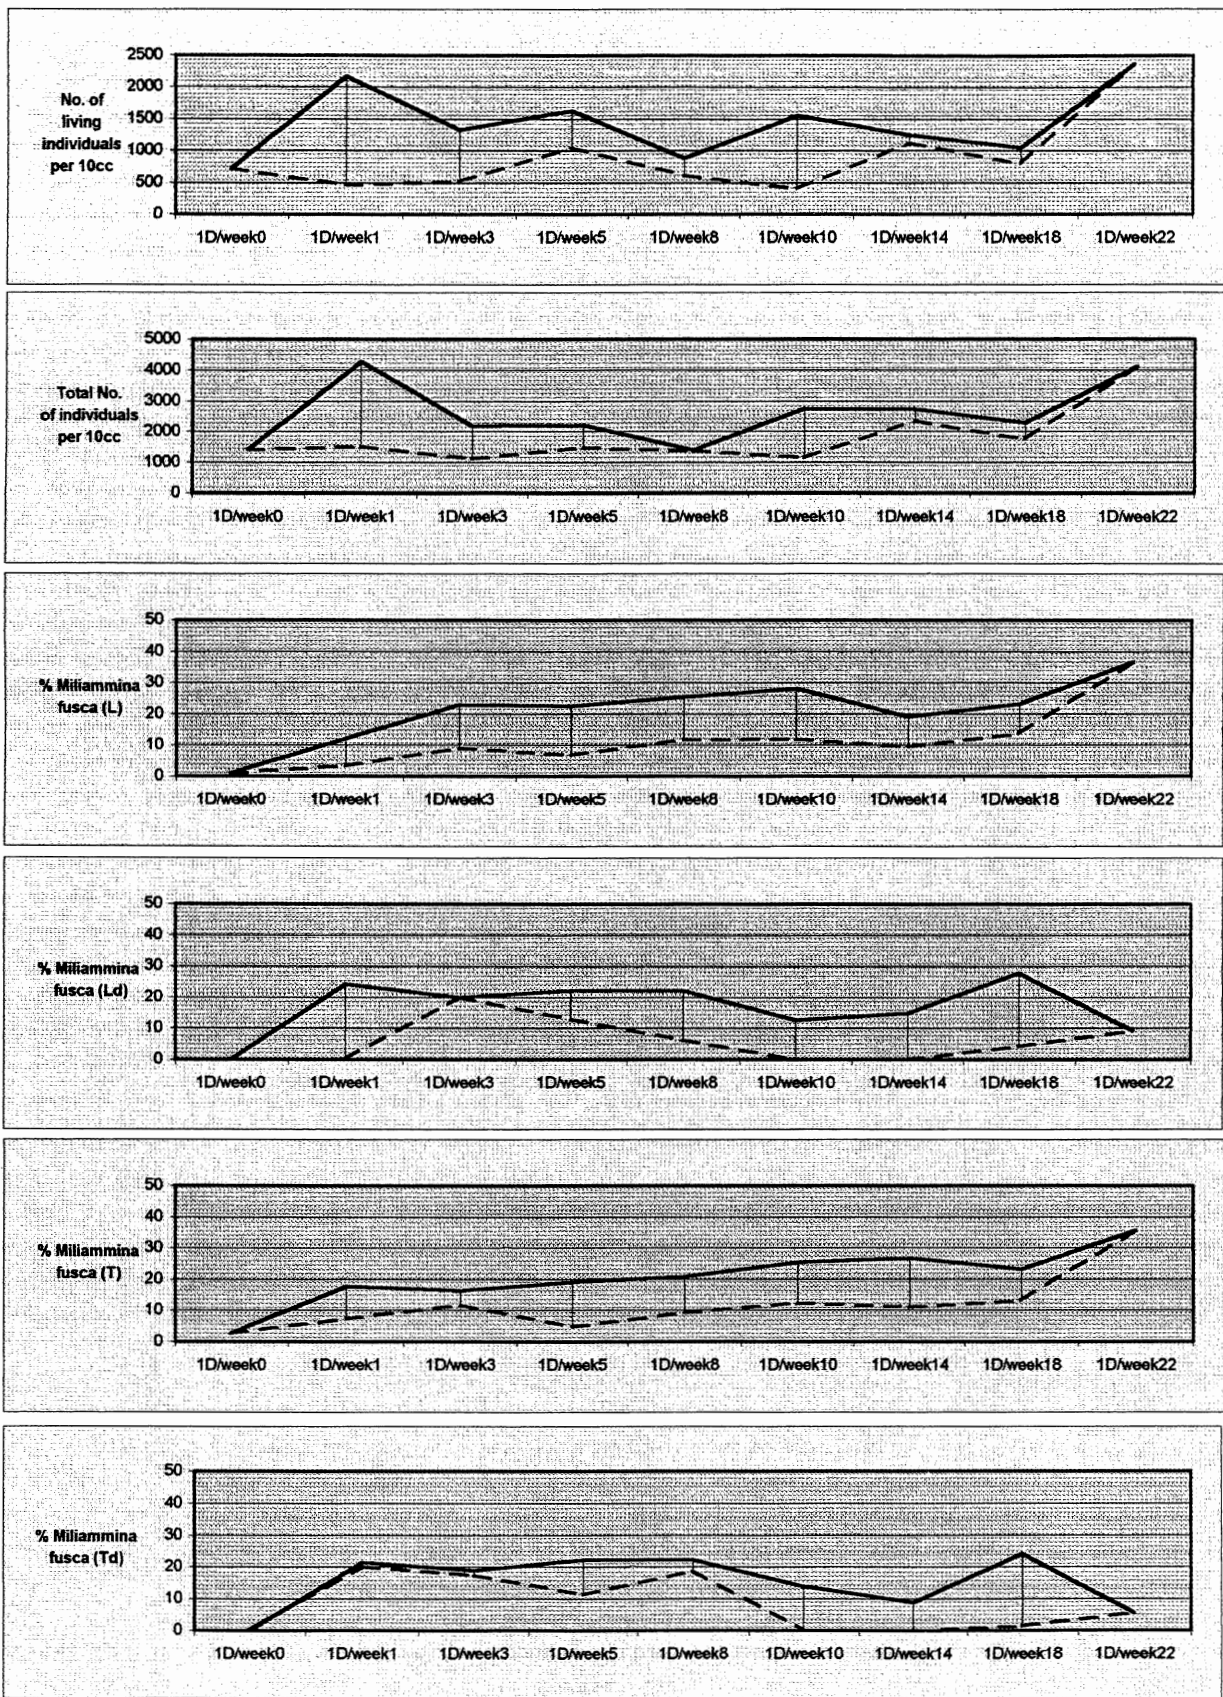 2500
2000
1500
1000
500
0
No. of
living
individuals
per 10cc
1D/week0 1D/week1 1D/week3 1D/week5 1D/week8 1D/week10 1D/week14 1D/week18 1D/week22
5000
4000
3000
2000
1000
0
Total No.
of individuals
per 10cc
1D/week0 1D/week1 1D/week3 1D/week5 1D/week8 1D/week10 1D/week14 1D/week18 1D/week22
50
40
30
20
10
0
% Miliammina
fusca (L)
1D/week0 1D/week1 1D/week3 1D/week5 1D/week8 1D/week10 1D/week14 1D/week18 1D/week22
50
40
30
20
10
0
% Miliammina
fusca (Ld)
1D/week0 1D/week1 1D/week3 1D/week5 1D/week8 1D/week10 1D/week14 1D/week18 1D/week22
50
40
30
20
10
0
% Miliammina
fusca (T)
1D/week0 1D/week1 1D/week3 1D/week5 1D/week8 1D/week10 1D/week14 1D/week18 1D/week22
50
40
30
20
10
0
% Miliammina
fusca (Td)
1D/week0 1D/week1 1D/week3 1D/week5 1D/week8 1D/week10 1D/week14 1D/week18 1D/week22